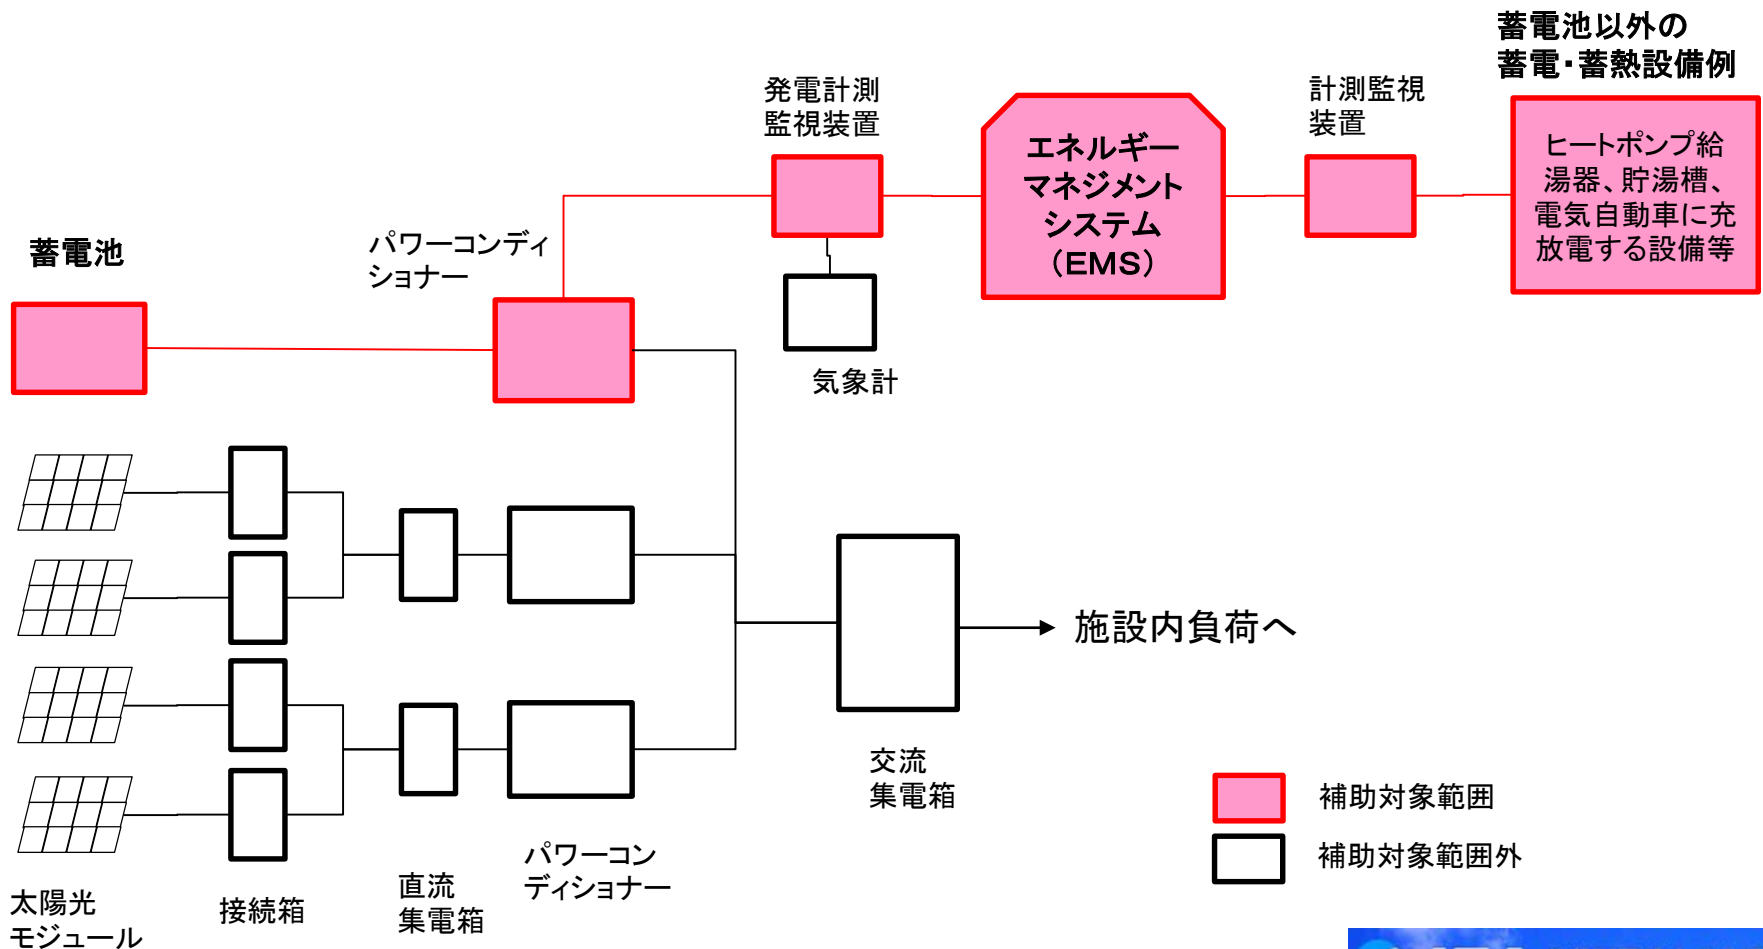 蓄電池以外の
蓄電・蓄熱設備例
発電計測
監視装置
エネルギー
マネジメント
システム
（EMS）
計測監視
装置
ヒートポンプ給
湯器、貯湯槽、
電気自動車に充
放電する設備等
蓄電池
パワーコンディ
ショナー
気象計
施設内負荷へ
交流
集電箱
補助対象範囲
補助対象範囲外
太陽光
モジュール
接続箱
直流
集電箱
パワーコン
ディショナー